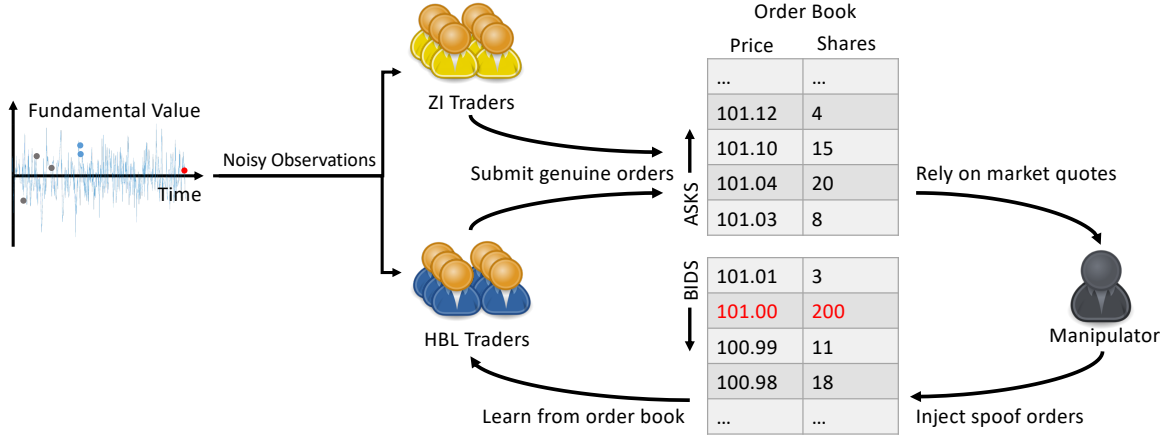 Order Book
Price Shares
... ...
101.12 4
101.10 15
101.04 20
101.03 8
ASKS
101.01 3
101.00 200
100.99 11
100.98 18
... ...
BIDS
Fundamental Value
Time
Noisy Observations
ZI Traders
Submit genuine orders
HBL Traders
Learn from order book
Rely on market quotes
Manipulator
Inject spoof orders